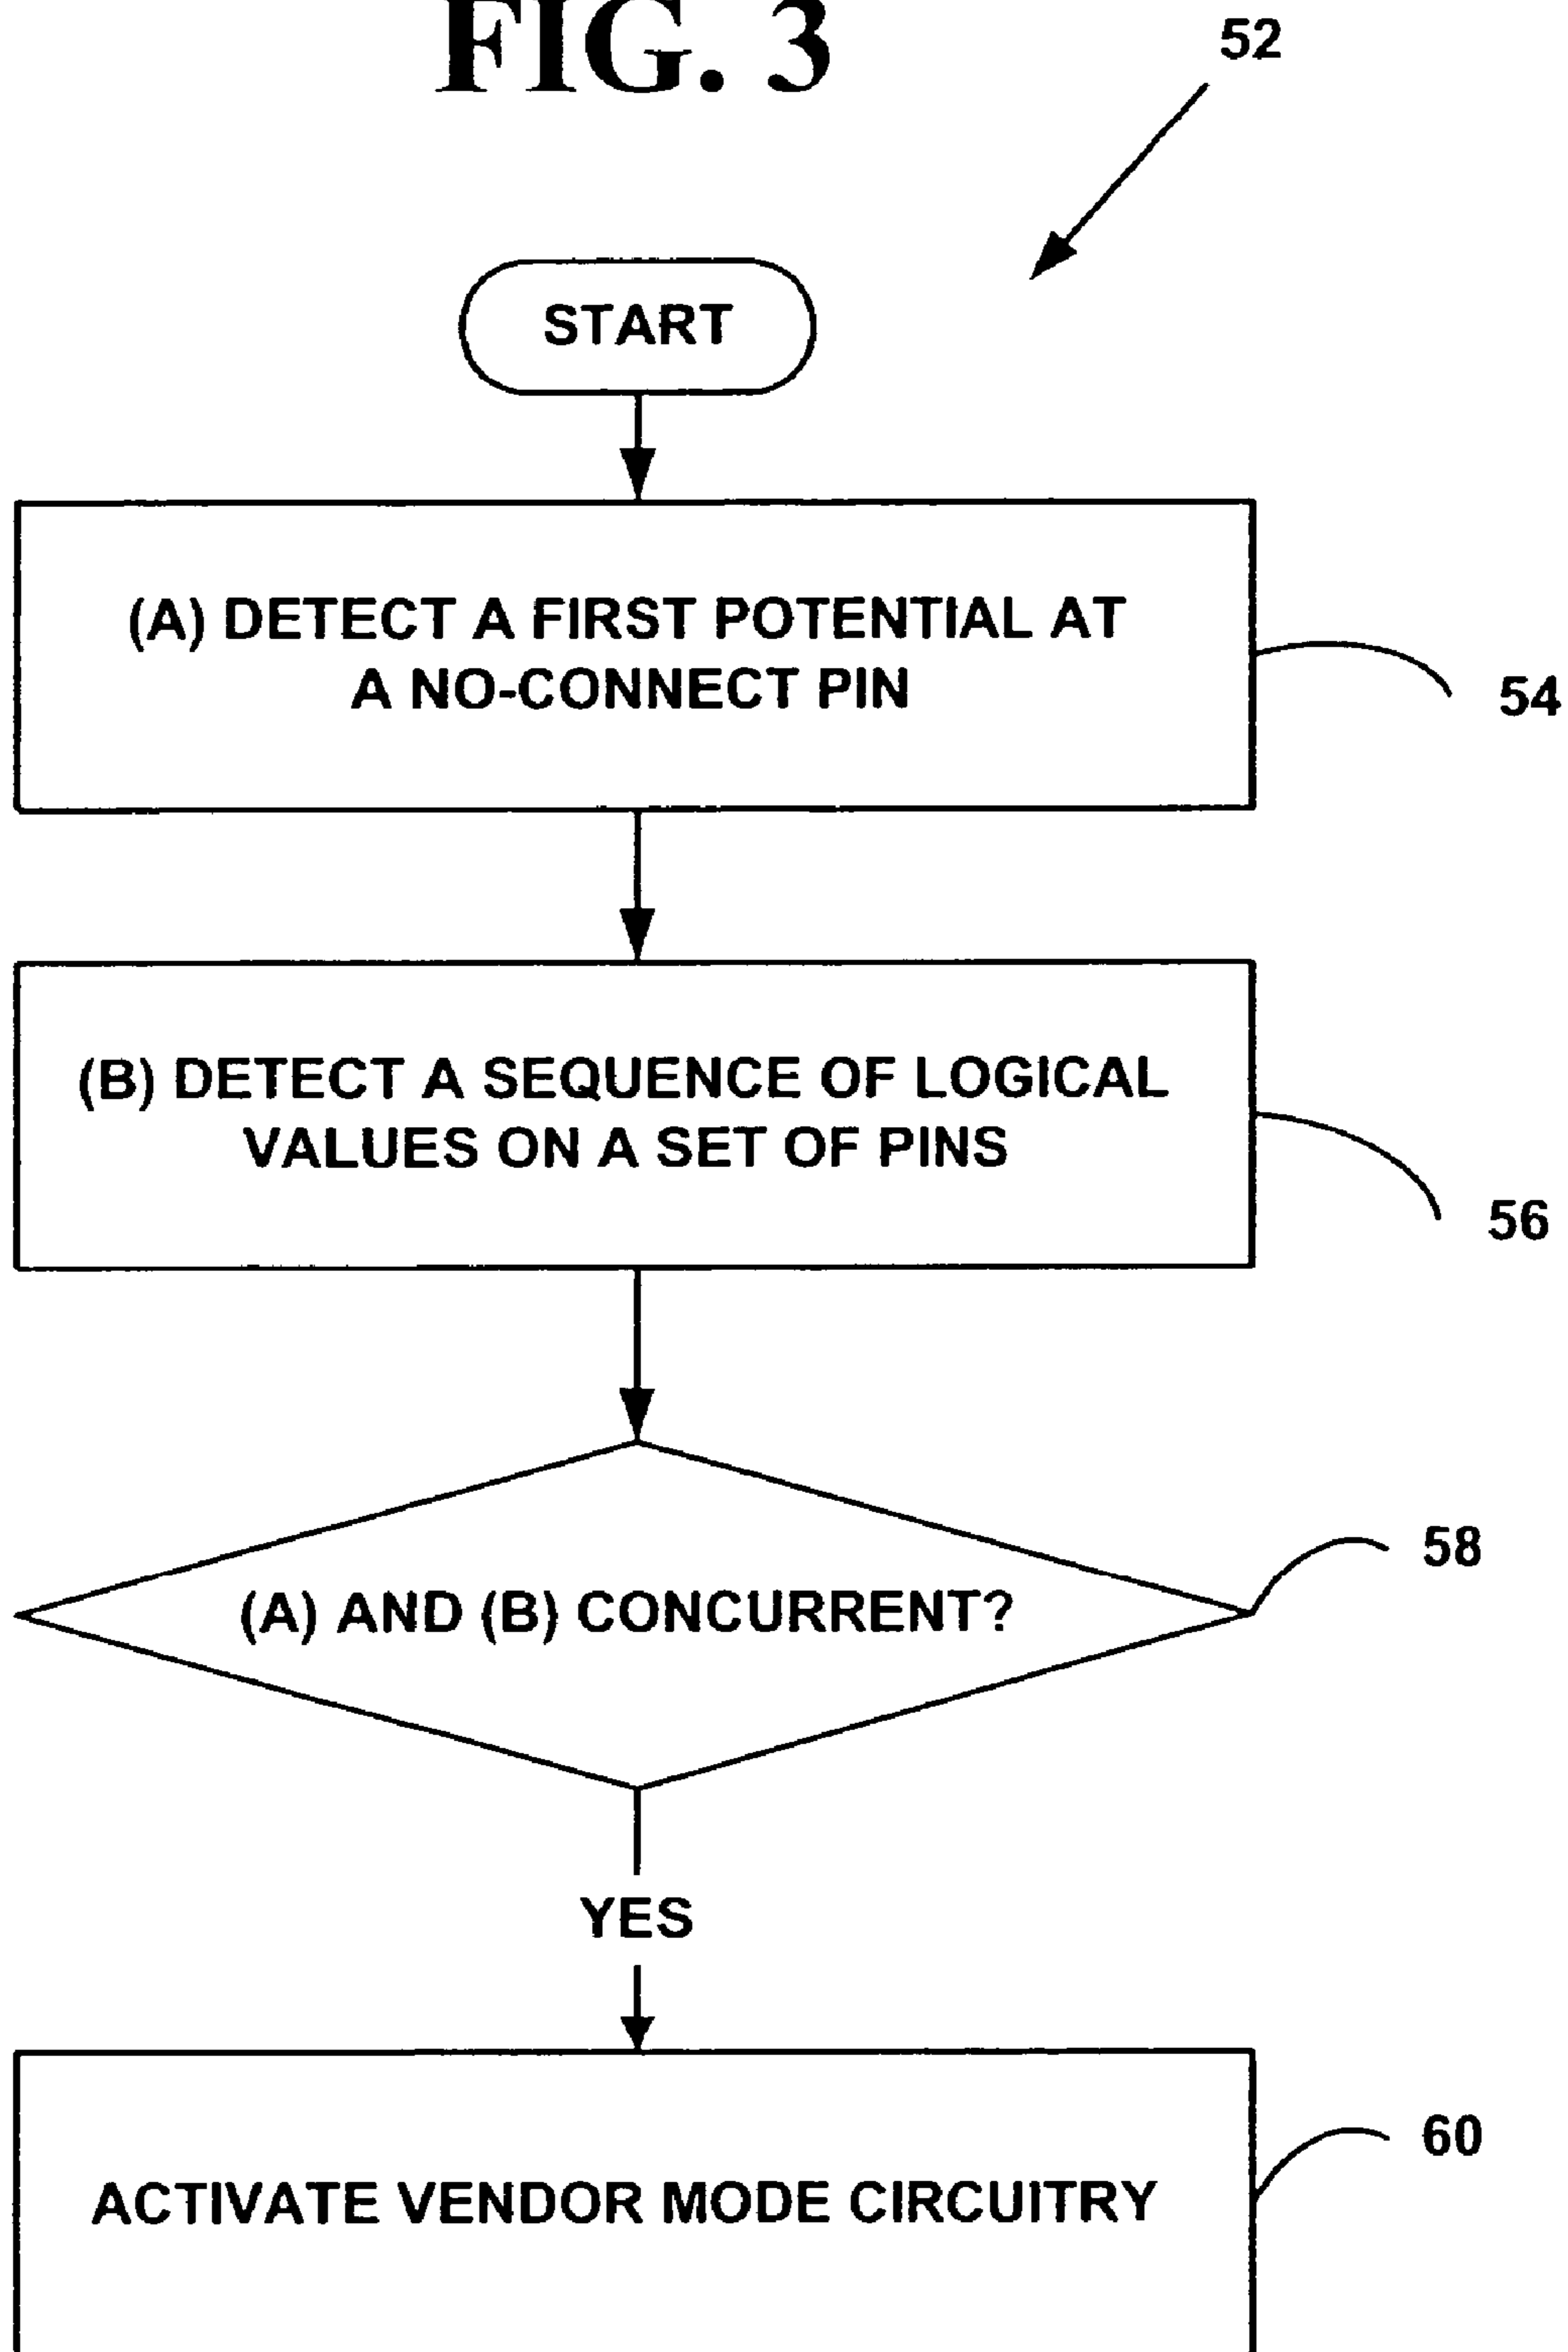 FIG. 3
52
START
(A) DETECT A FIRST POTENTIAL AT
A NO-CONNECT PIN
54
(B) DETECT A SEQUENCE OF LOGICAL
VALUES ON A SET OF PINS
56
58
(A) AND (B) CONCURRENT?
YES
60
ACTIVATE VENDOR MODE CIRCUITRY